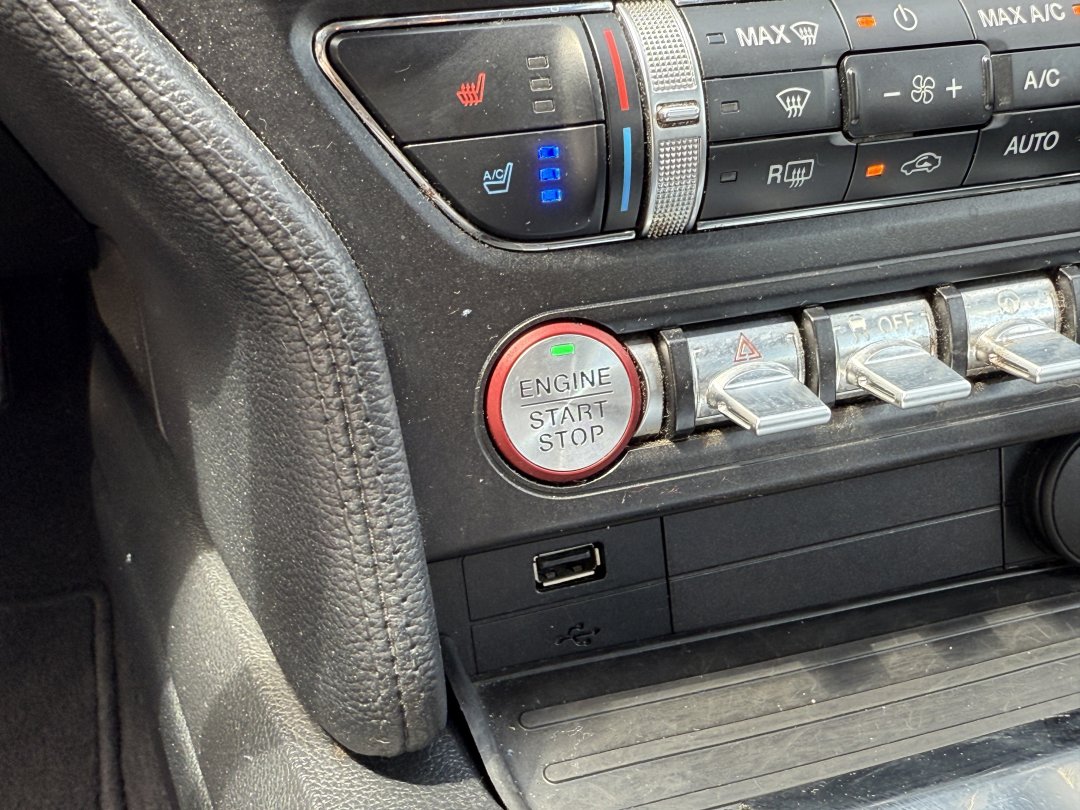 MAX
MAX A/C
A/C
A/C
R
AUTO
OFF
ENGINE
START
STOP